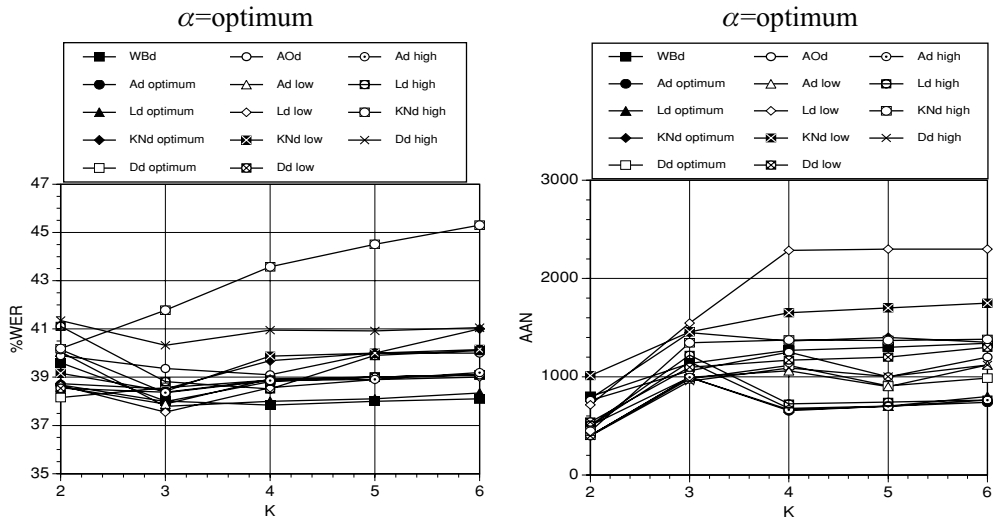 α=optimum
WBd AOd Ad high
Ad optimum Ad low Ld high
Ld optimum Ld low KNd high
KNd optimum KNd low Dd high
Dd optimum Dd low
47
45
43
41
39
37
35
%WER
2 3 4 5 6
K
α=optimum
WBd AOd Ad high
Ad optimum Ad low Ld high
Ld optimum Ld low KNd high
KNd optimum KNd low Dd high
Dd optimum Dd low
3000
2000
1000
0
AAN
2 3 4 5 6
K